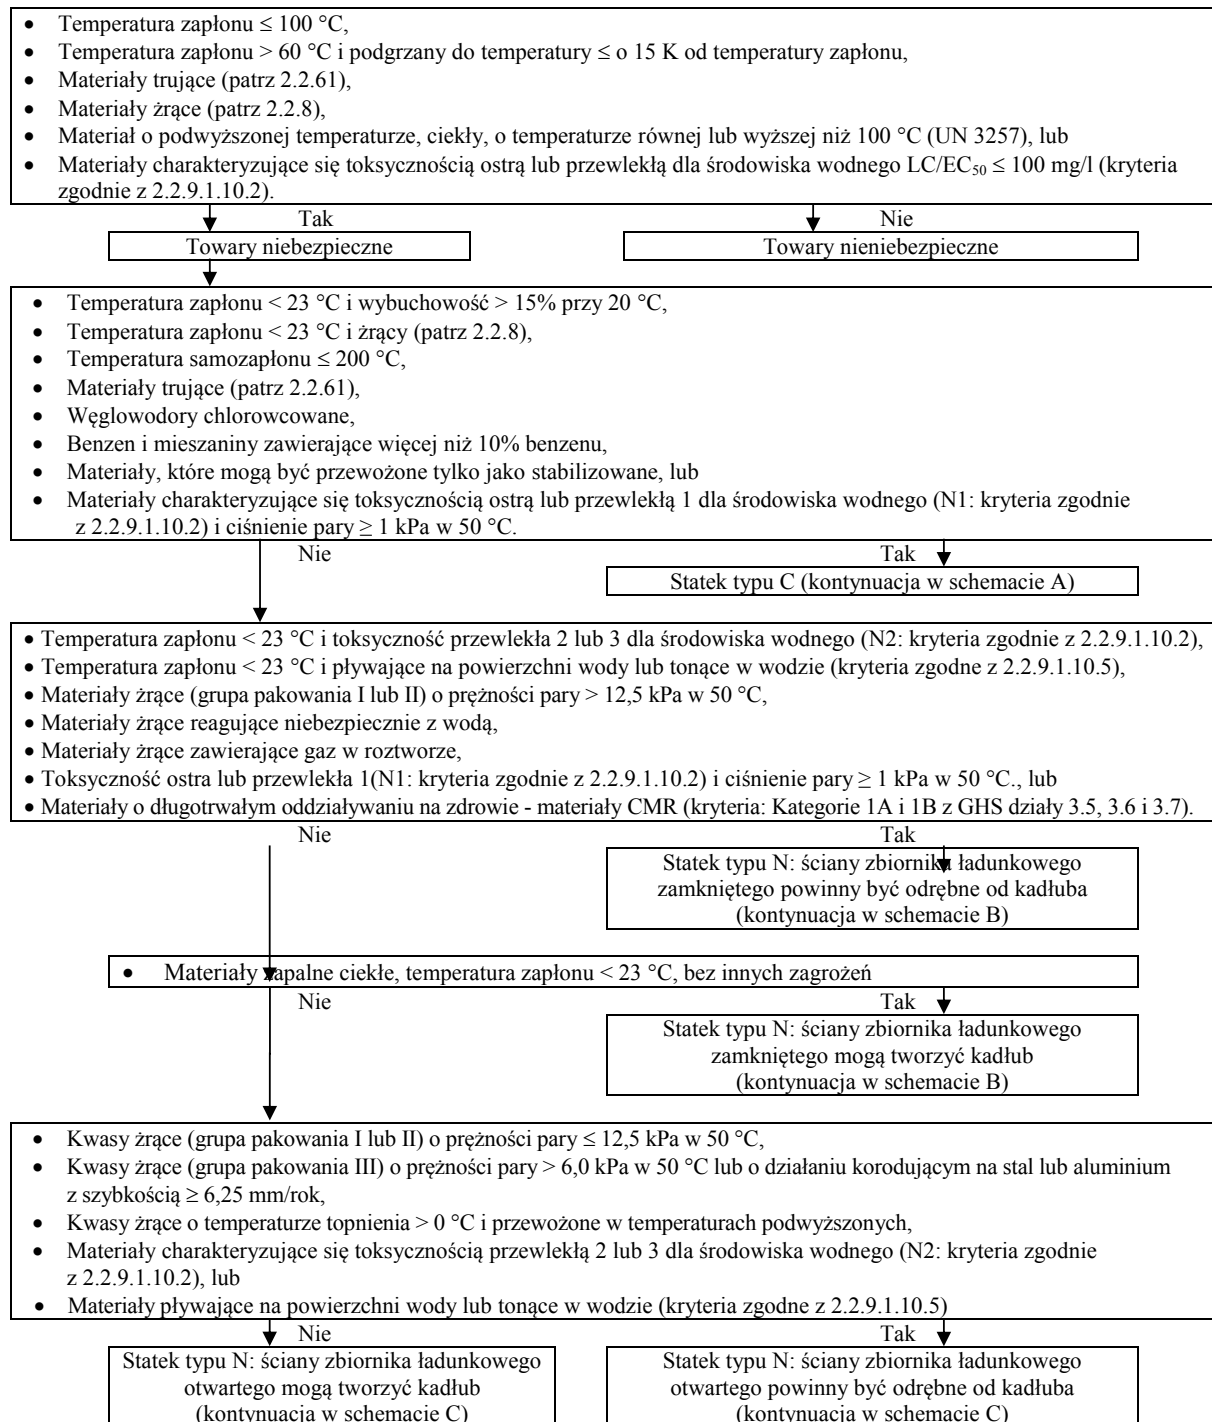 • Temperatura zapłonu ≤ 100 °C,
• Temperatura zapłonu > 60 °C i podgrzany do temperatury ≤ o 15 K od temperatury zapłonu,
• Materiały trujące (patrz 2.2.61),
• Materiały żrące (patrz 2.2.8),
• Materiał o podwyższonej temperaturze, ciekły, o temperaturze równej lub wyższej niż 100 °C (UN 3257), lub
• Materiały charakteryzujące się toksycznością ostrą lub przewlekłą dla środowiska wodnego LC/EC₅₀ ≤ 100 mg/l (kryteria
zgodnie z 2.2.9.1.10.2).
Tak Nie
Towary niebezpieczne Towary nieniebezpieczne
• Temperatura zapłonu < 23 °C i wybuchowość > 15% przy 20 °C,
• Temperatura zapłonu < 23 °C i żrący (patrz 2.2.8),
• Temperatura samozapłonu ≤ 200 °C,
• Materiały trujące (patrz 2.2.61),
• Węglowodory chlorowcowane,
• Benzen i mieszaniny zawierające więcej niż 10% benzenu,
• Materiały, które mogą być przewożone tylko jako stabilizowane, lub
• Materiały charakteryzujące się toksycznością ostrą lub przewlekłą 1 dla środowiska wodnego (N1: kryteria zgodnie
z 2.2.9.1.10.2) i ciśnienie pary ≥ 1 kPa w 50 °C.
Nie Tak
Statek typu C (kontynuacja w schemacie A)
• Temperatura zapłonu < 23 °C i toksyczność przewlekła 2 lub 3 dla środowiska wodnego (N2: kryteria zgodnie z 2.2.9.1.10.2),
• Temperatura zapłonu < 23 °C i pływające na powierzchni wody lub tonące w wodzie (kryteria zgodne z 2.2.9.1.10.5),
• Materiały żrące (grupa pakowania I lub II) o prężności pary > 12,5 kPa w 50 °C,
• Materiały żrące reagujące niebezpiecznie z wodą,
• Materiały żrące zawierające gaz w roztworze,
• Toksyczność ostra lub przewlekła 1(N1: kryteria zgodnie z 2.2.9.1.10.2) i ciśnienie pary ≥ 1 kPa w 50 °C., lub
• Materiały o długotrwałym oddziaływaniu na zdrowie - materiały CMR (kryteria: Kategorie 1A i 1B z GHS działy 3.5, 3.6 i 3.7).
Nie Tak
Statek typu N: ściany zbiornika ładunkowego
zamkniętego powinny być odrębne od kadłuba
(kontynuacja w schemacie B)
• Materiały zapalne ciekłe, temperatura zapłonu < 23 °C, bez innych zagrożeń
Nie Tak
Statek typu N: ściany zbiornika ładunkowego
zamkniętego mogą tworzyć kadłub
(kontynuacja w schemacie B)
• Kwasy żrące (grupa pakowania I lub II) o prężności pary ≤ 12,5 kPa w 50 °C,
• Kwasy żrące (grupa pakowania III) o prężności pary > 6,0 kPa w 50 °C lub o działaniu korodującym na stal lub aluminium
z szybkością ≥ 6,25 mm/rok,
• Kwasy żrące o temperaturze topnienia > 0 °C i przewożone w temperaturach podwyższonych,
• Materiały charakteryzujące się toksycznością przewlekłą 2 lub 3 dla środowiska wodnego (N2: kryteria zgodnie
z 2.2.9.1.10.2), lub
• Materiały pływające na powierzchni wody lub tonące w wodzie (kryteria zgodne z 2.2.9.1.10.5)
Nie Tak
Statek typu N: ściany zbiornika ładunkowego
otwartego mogą tworzyć kadłub
(kontynuacja w schemacie C)
Statek typu N: ściany zbiornika ładunkowego
otwartego powinny być odrębne od kadłuba
(kontynuacja w schemacie C)